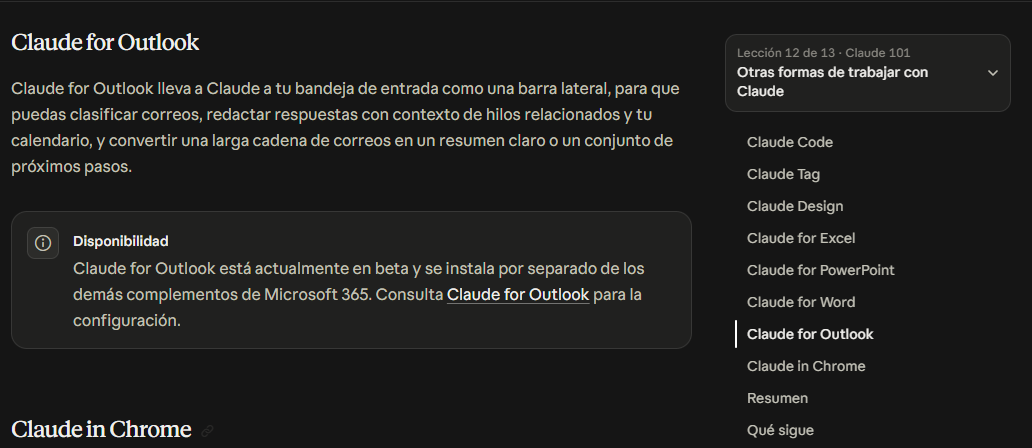 Claude for Outlook
Claude for Outlook lleva a Claude a tu bandeja de entrada como una barra lateral, para que
puedas clasificar correos, redactar respuestas con contexto de hilos relacionados y tu
calendario, y convertir una larga cadena de correos en un resumen claro o un conjunto de
próximos pasos.
Disponibilidad
Claude for Outlook está actualmente en beta y se instala por separado de los
demás complementos de Microsoft 365. Consulta Claude for Outlook para la
configuración.
Claude in Chrome
Lección 12 de 13 · Claude 101
Otras formas de trabajar con
Claude
Claude Code
Claude Tag
Claude Design
Claude for Excel
Claude for PowerPoint
Claude for Word
Claude for Outlook
Claude in Chrome
Resumen
Qué sigue